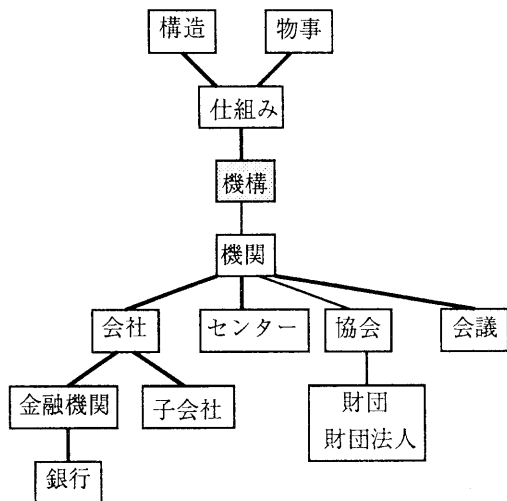 構造
物事
仕組み
機構
機関
会社
センター
協会
会議
金融機関
子会社
財団
財団法人
銀行